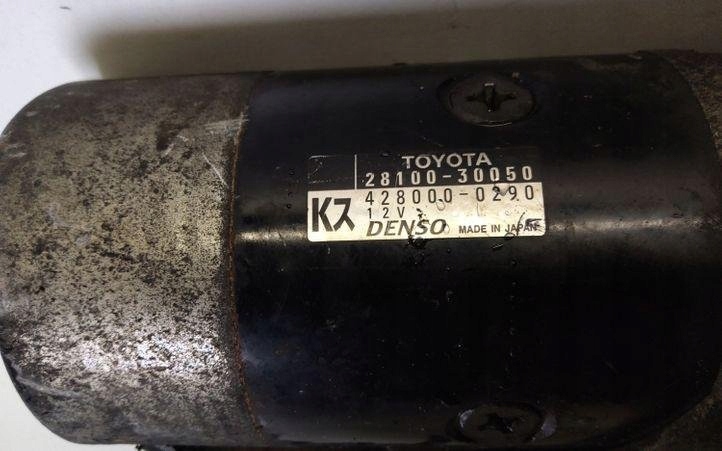 TOYOTA
28100-30050
Kス 428000-0290
12V
DENSO MADE IN JAPAN